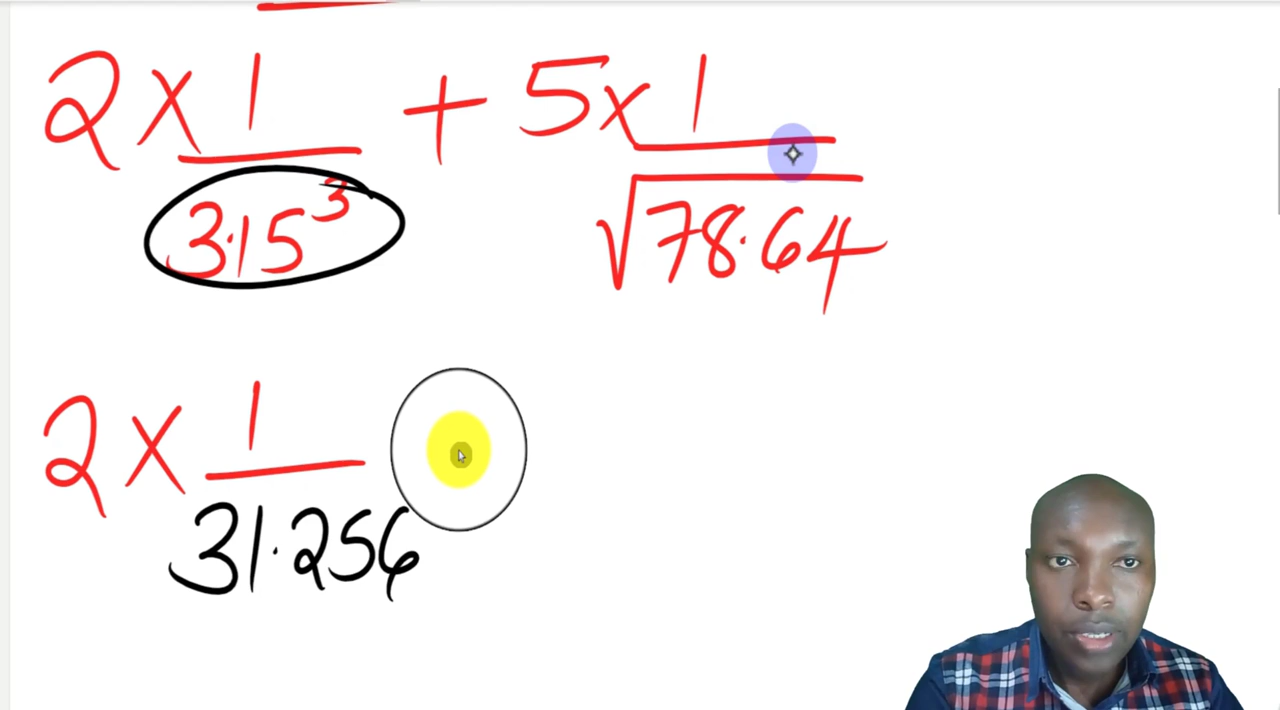 2 × 1/3·15³ + 5 × 1/√78·64
2 × 1/31·256